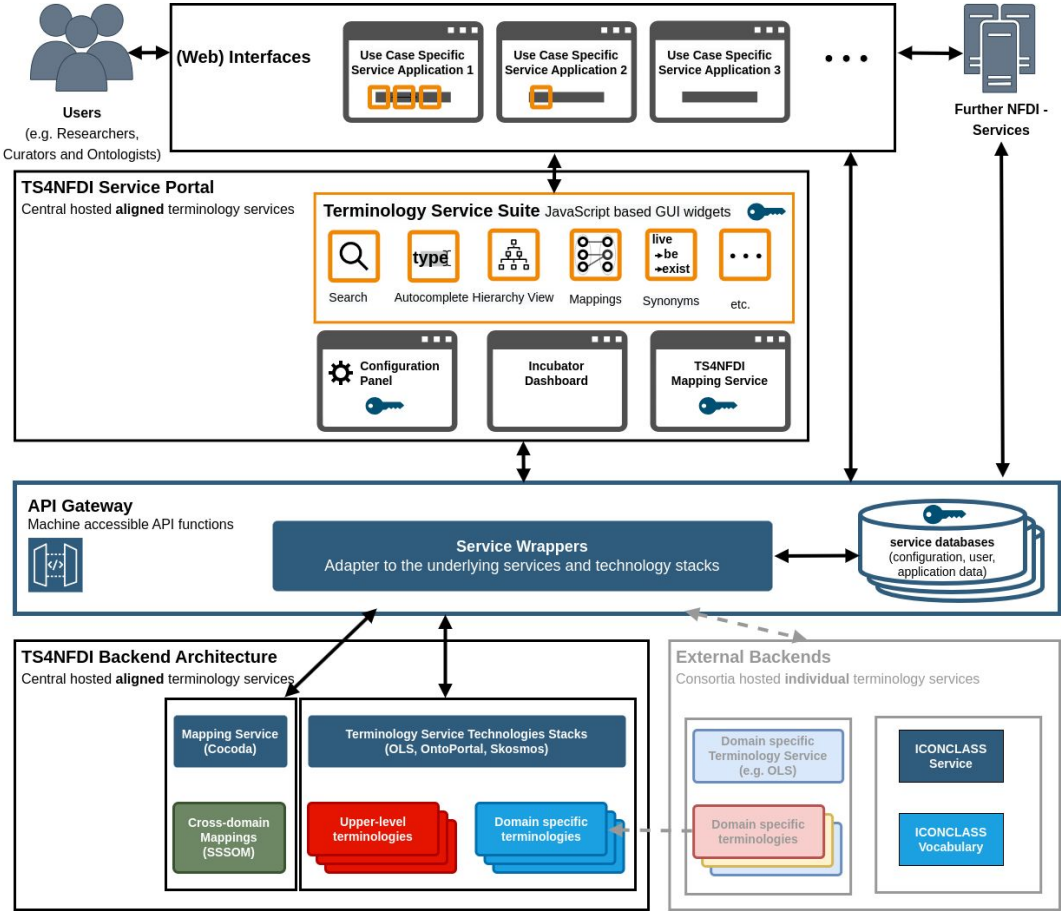 (Web) Interfaces
Use Case Specific
Service Application 1
Use Case Specific
Service Application 2
Use Case Specific
Service Application 3
Users
(e.g. Researchers,
Curators and Ontologists)
Further NFDI -
Services
TS4NFDI Service Portal
Central hosted aligned terminology services
Terminology Service Suite JavaScript based GUI widgets
type
live
be
exist
Search
Autocomplete
Hierarchy View
Mappings
Synonyms
etc.
Configuration
Panel
Incubator
Dashboard
TS4NFDI
Mapping Service
API Gateway
Machine accessible API functions
</>
Service Wrappers
Adapter to the underlying services and technology stacks
service databases
(configuration, user,
application data)
TS4NFDI Backend Architecture
Central hosted aligned terminology services
Mapping Service
(Cocoda)
Terminology Service Technologies Stacks
(OLS, OntoPortal, Skosmos)
Cross-domain
Mappings
(SSSOM)
Upper-level
terminologies
Domain specific
terminologies
External Backends
Consortia hosted individual terminology services
Domain specific
Terminology Service
(e.g. OLS)
Domain specific
terminologies
ICONCLASS
Service
ICONCLASS
Vocabulary